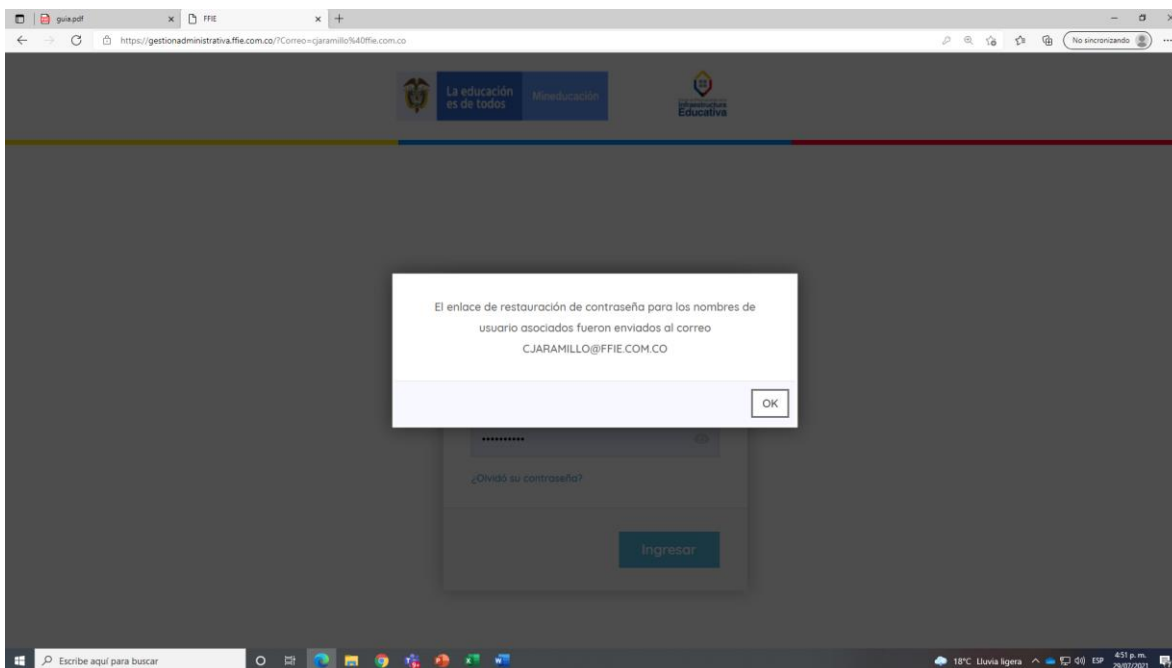 guia.pdf
FFIE
https://gestionadministrativa.ffie.com.co/?Correo=cjaramillo%40ffie.com.co
No sincronizando
La educación
es de todos
Mineducación
Infraestructura
Educativa
El enlace de restauración de contraseña para los nombres de
usuario asociados fueron enviados al correo
CJARAMILLO@FFIE.COM.CO
OK
••••••••••
¿Olvidó su contraseña?
Ingresar
Escribe aquí para buscar
18°C Lluvia ligera
ESP
4:51 p. m.
29/07/2021